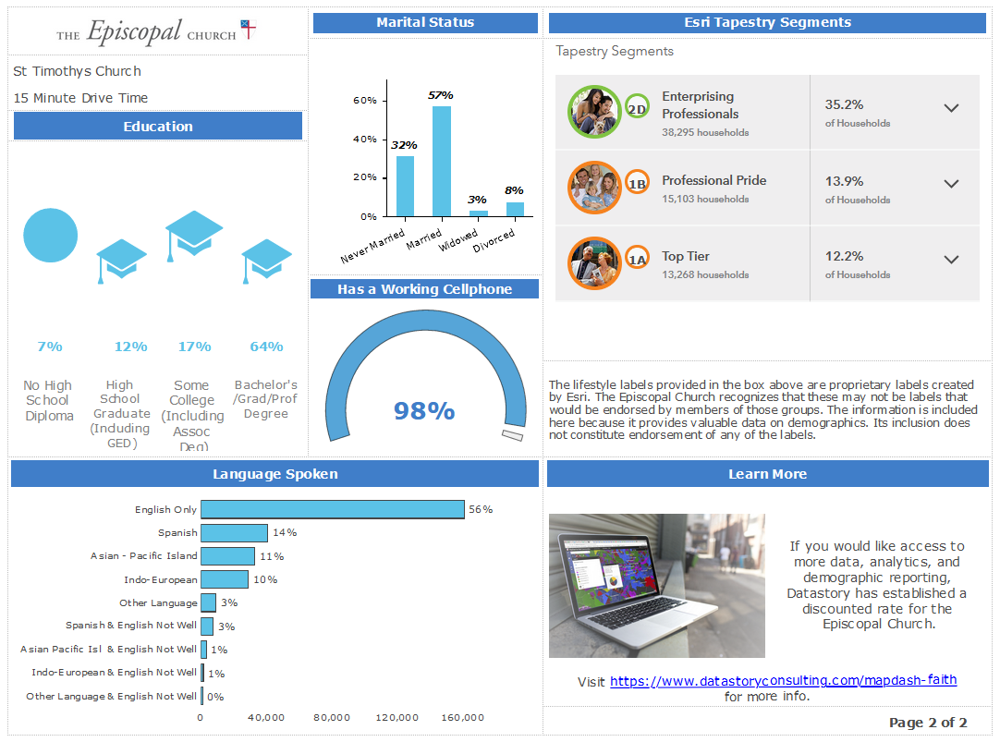 THE Episcopal CHURCH
St Timothys Church
15 Minute Drive Time
Education
7%
12%
17%
64%
No High
School
Diploma
High
School
Graduate
(Induding
GED)
Some
College
(Including
Assoc
Deg)
Bachelor's
/Grad/Prof
Degree
Marital Status
60%
40%
20%
0%
32%
57%
3%
8%
Never Married
Married
Widowed
Divorced
Has a Working Cellphone
98%
Esri Tapestry Segments
Tapestry Segments
2D
Enterprising
Professionals
38,295 households
35.2%
of Households
1B
Professional Pride
15,103 households
13.9%
of Households
1A
Top Tier
13,268 households
12.2%
of Households
The lifestyle labels provided in the box above are proprietary labels created
by Esri. The Episcopal Church recognizes that these may not be labels that
would be endorsed by members of those groups. The information is included
here because it provides valuable data on demographics. Its inclusion does
not constitute endorsement of any of the labels.
Language Spoken
English Only 56%
Spanish 14%
Asian - Pacific Island 11%
Indo-European 10%
Other Language 3%
Spanish & English Not Well 3%
Asian Pacific Isl & English Not Well 1%
Indo-European & English Not Well 1%
Other Language & English Not Well 0%
0 40,000 80,000 120,000 160,000
Learn More
If you would like access to
more data, analytics, and
demographic reporting,
Datastory has established a
discounted rate for the
Episcopal Church.
Visit https://www.datastoryconsulting.com/mapdash-faith
for more info.
Page 2 of 2